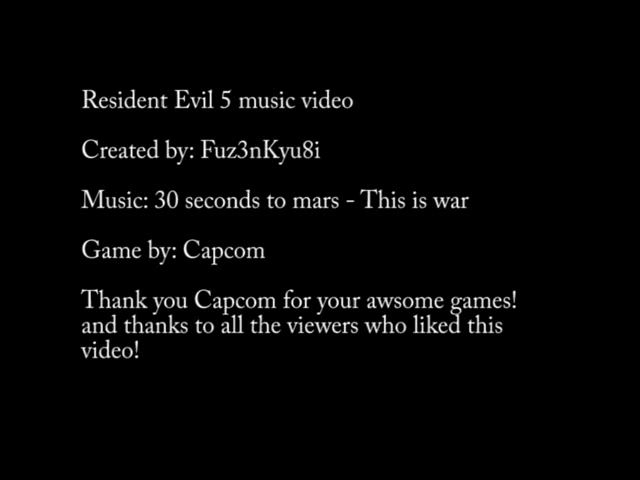 Resident Evil 5 music video
Created by: Fuz3nKyu8i
Music: 30 seconds to mars - This is war
Game by: Capcom
Thank you Capcom for your awsome games!
and thanks to all the viewers who liked this
video!